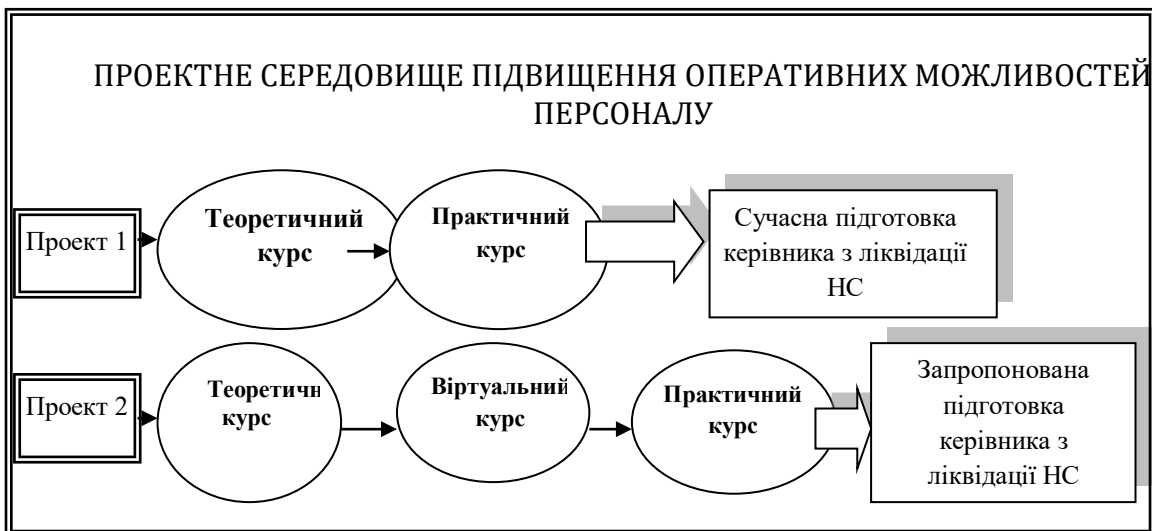 ПРОЕКТНЕ СЕРЕДОВИЩЕ ПІДВИЩЕННЯ ОПЕРАТИВНИХ МОЖЛИВОСТЕЙ
ПЕРСОНАЛУ
Проект 1
Теоретичний
курс
Практичний
курс
Сучасна підготовка
керівника з ліквідації
НС
Проект 2
Теоретичн
курс
Віртуальний
курс
Практичний
курс
Запропонована
підготовка
керівника з
ліквідації НС